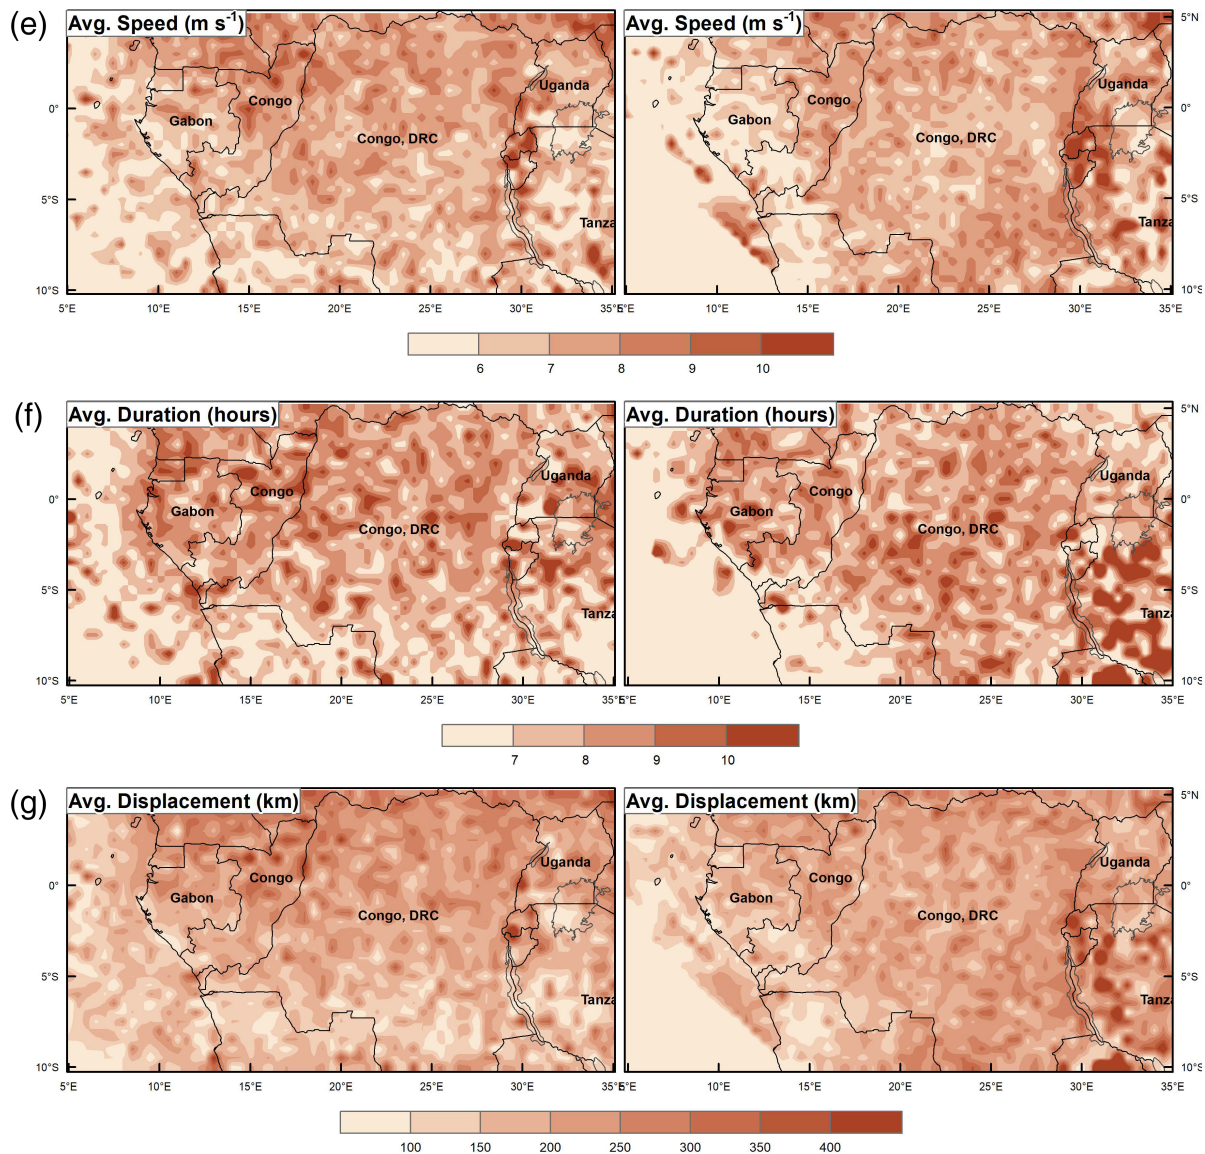 (e) Avg. Speed (m s⁻¹) Avg. Speed (m s⁻¹)
5°N
Uganda Uganda
Congo Congo
0° 0°
Gabon Gabon
Congo, DRC Congo, DRC
5°S 5°S
Tanza Tanza
10°S 10°S
5°E 10°E 15°E 20°E 25°E 30°E 35°E 10°E 15°E 20°E 25°E 30°E 35°E
6 7 8 9 10
(f) Avg. Duration (hours) Avg. Duration (hours)
5°N
Uganda Uganda
Congo Congo
0° 0°
Gabon Gabon
Congo, DRC Congo, DRC
5°S 5°S
Tanza Tanza
10°S 10°S
5°E 10°E 15°E 20°E 25°E 30°E 35°E 10°E 15°E 20°E 25°E 30°E 35°E
7 8 9 10
(g) Avg. Displacement (km) Avg. Displacement (km)
5°N
Uganda Uganda
Congo Congo
0° 0°
Gabon Gabon
Congo, DRC Congo, DRC
5°S 5°S
Tanza Tanza
10°S 10°S
5°E 10°E 15°E 20°E 25°E 30°E 35°E 10°E 15°E 20°E 25°E 30°E 35°E
100 150 200 250 300 350 400